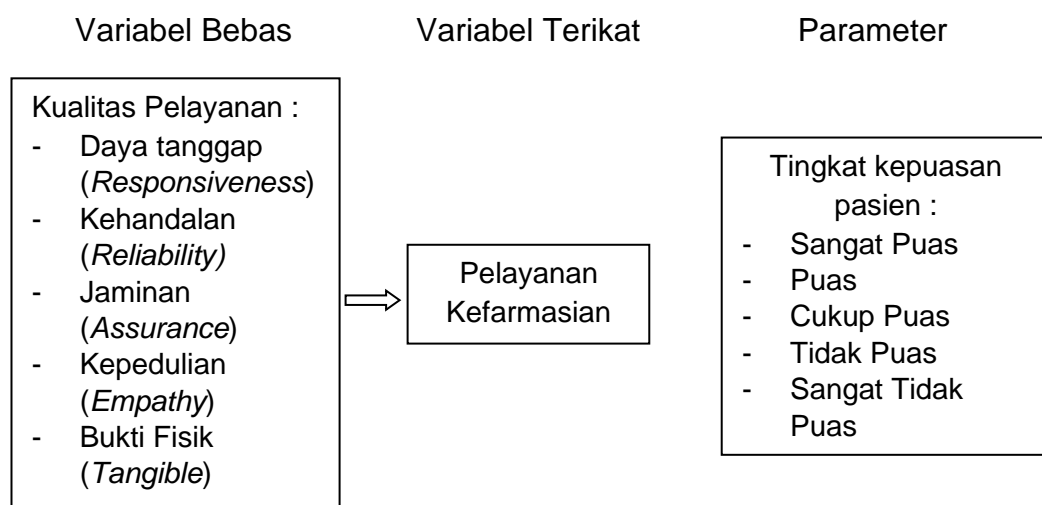 Variabel Bebas
Variabel Terikat
Parameter
Kualitas Pelayanan :
- Daya tanggap
(Responsiveness)
- Kehandalan
(Reliability)
- Jaminan
(Assurance)
- Kepedulian
(Empathy)
- Bukti Fisik
(Tangible)
Pelayanan
Kefarmasian
Tingkat kepuasan
pasien :
- Sangat Puas
- Puas
- Cukup Puas
- Tidak Puas
- Sangat Tidak
Puas